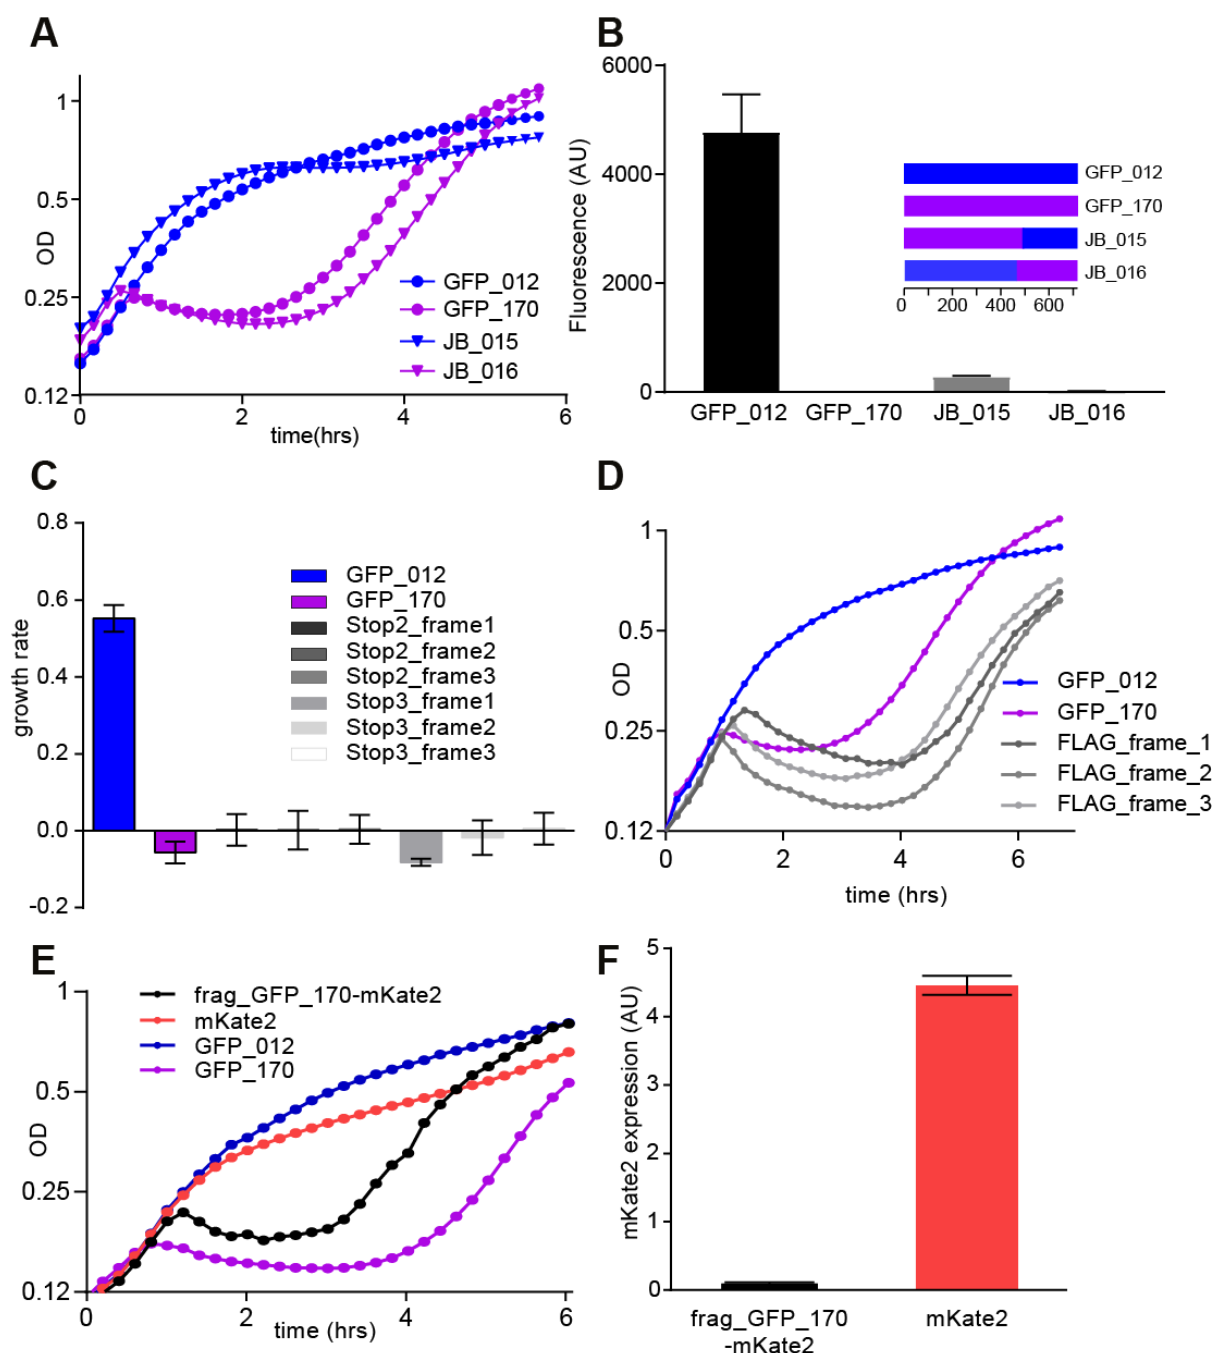 A
1
0.5
0.25
0.12
OD
0
2
4
6
time(hrs)
GFP_012
GFP_170
JB_015
JB_016
B
6000
4000
2000
0
Fluorescence (AU)
GFP_012
GFP_170
JB_015
JB_016
0 200 400 600
GFP_012 GFP_170 JB_015 JB_016
C
0.8
0.6
0.4
0.2
0.0
-0.2
growth rate
GFP_012
GFP_170
Stop2_frame1
Stop2_frame2
Stop2_frame3
Stop3_frame1
Stop3_frame2
Stop3_frame3
D
1
0.5
0.25
0.12
OD
0 2 4 6
time (hrs)
GFP_012
GFP_170
FLAG_frame_1
FLAG_frame_2
FLAG_frame_3
E
1
0.5
0.25
0.12
OD
0 2 4 6
time (hrs)
frag_GFP_170-mKate2
mKate2
GFP_012
GFP_170
F
5
4
3
2
1
0
mKate2 expression (AU)
frag_GFP_170
-mKate2
mKate2